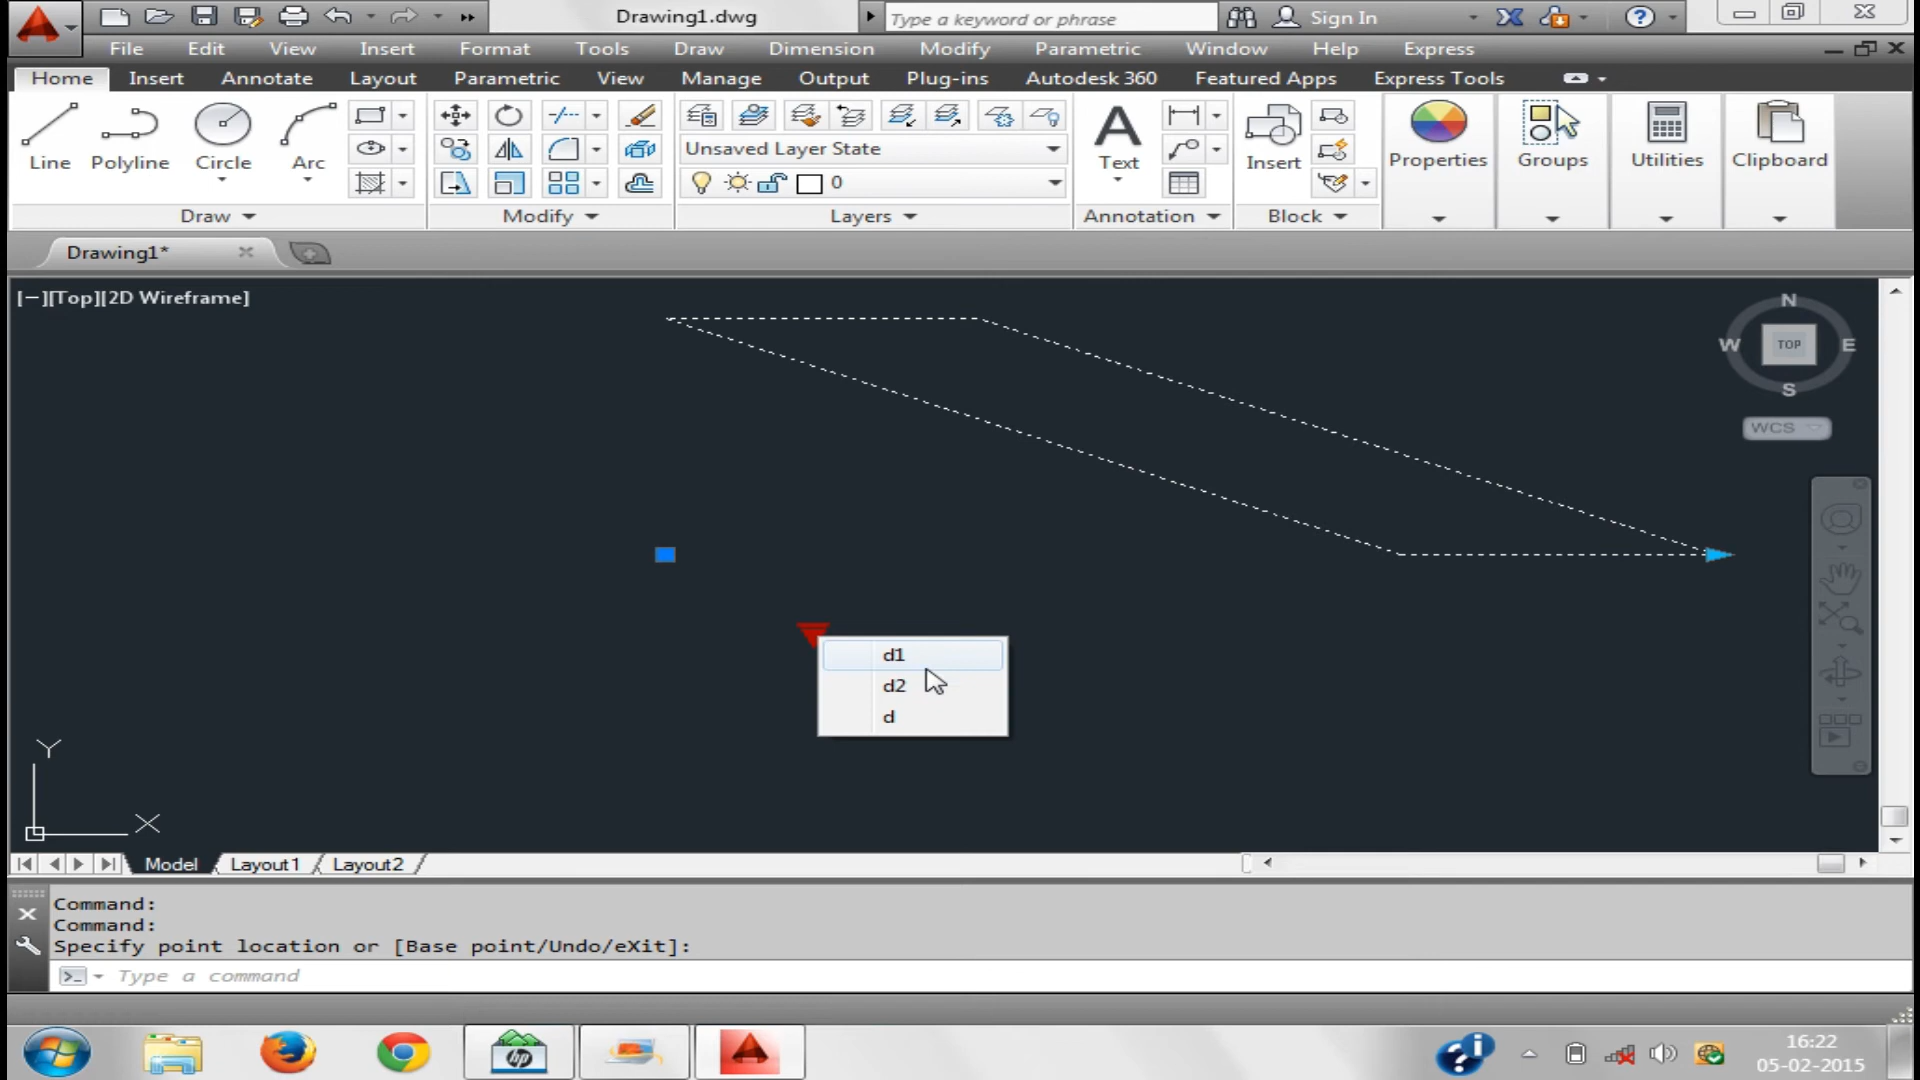 Drawing1.dwg
Type a keyword or phrase
Sign In
File Edit View Insert Format Tools Draw Dimension Modify Parametric Window Help Express
Home Insert Annotate Layout Parametric View Manage Output Plug-ins Autodesk 360 Featured Apps Express Tools
Line Polyline Circle Arc
Unsaved Layer State
0
Text
Insert
Properties
Groups
Utilities
Clipboard
Draw
Modify
Layers
Annotation
Block
Drawing1*
[−][Top][2D Wireframe]
N
W TOP E
S
WCS
d1
d2
d
Y
X
Model Layout1 Layout2
Command:
Command:
Specify point location or [Base point/Undo/eXit]:
>_ Type a command
hp
16:22
05-02-2015